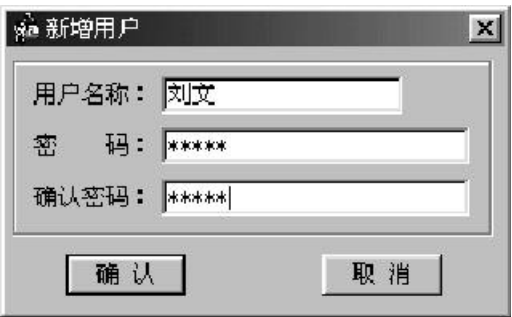 新增用户
用户名称： 刘文
密 码： *****
确认密码： *****
确认 取消